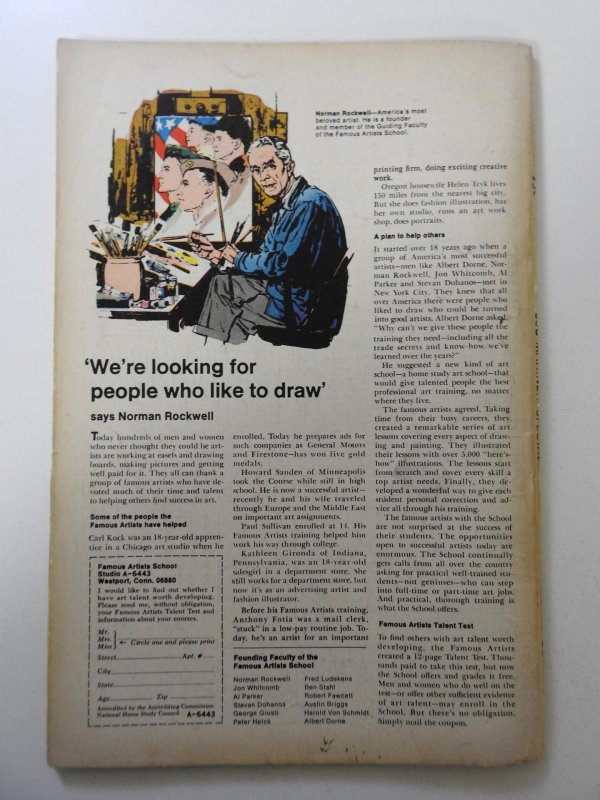 Norman Rockwell—America's most
beloved artist. He is a founder
and member of the Guiding Faculty
of the Famous Artists School.
'We're looking for
people who like to draw'
says Norman Rockwell
Today hundreds of men and women
who never thought they could be art-
ists are working at easels and drawing
boards, making pictures and getting
well paid for it. They all can thank a
group of famous artists who have de-
voted much of their time and talent
to helping others find success in art.
Some of the people the
Famous Artists have helped
Carl Kock was an 18-year-old appren-
tice in a Chicago art studio when he
enrolled. Today he prepares ads for
such companies as General Motors
and Firestone—has won five gold
medals.
Howard Sanden of Minneapolis
took the Course while still in high
school. He is now a successful artist—
recently he and his wife traveled
through Europe and the Middle East
on important art assignments.
Paul Sullivan enrolled at 14. His
Famous Artists training helped him
work his way through college.
Kathleen Gironda of Indiana,
Pennsylvania, was an 18-year-old
salesgirl in a department store. She
still works for a department store, but
now it's as an advertising artist and
fashion illustrator.
Before his Famous Artists training,
Anthony Fotia was a mail clerk,
"stuck" in a low-pay routine job. To-
day, he's an artist for an important
printing firm, doing exciting creative
work.
Oregon housewife Helen Tryk lives
150 miles from the nearest big city.
But she does fashion illustration, has
her own studio, runs an art work
shop, does portraits.
A plan to help others
It started over 18 years ago when a
group of America's most successful
artists—men like Albert Dorne, Nor-
man Rockwell, Jon Whitcomb, Al
Parker and Stevan Dohanos—met in
New York City. They knew that all
over America there were people who
liked to draw who could be turned
into good artists. Albert Dorne asked,
"Why can't we give these people the
training they need—including all the
trade secrets and know-how we've
learned over the years?"
He suggested a new kind of art
school—a home study art school—that
would give talented people the best
professional art training, no matter
where they live.
The famous artists agreed. Taking
time from their busy careers, they
created a remarkable series of art
lessons covering every aspect of draw-
ing and painting. They illustrated
their lessons with over 5,000 "here's-
how" illustrations. The lessons start
from scratch and cover every skill a
top artist needs. Finally, they de-
veloped a wonderful way to give each
student personal correction and ad-
vice all through his training.
The famous artists with the School
are not surprised at the success of
their students. The opportunities
open to successful artists today are
enormous. The School continually
gets calls from all over the country
asking for practical well-trained stu-
dents—not geniuses—who can step
into full-time or part-time art jobs.
And practical, thorough training is
what the School offers.
Famous Artists Talent Test
To find others with art talent worth
developing, the Famous Artists
created a 12-page Talent Test. Thou-
sands paid to take this test, but now
the School offers and grades it free.
Men and women who do well on the
test—or offer other sufficient evidence
of art talent—may enroll in the
School. But there's no obligation.
Simply mail the coupon.
Famous Artists School
Studio A-6443
Westport, Conn. 06880
I would like to find out whether I
have art talent worth developing.
Please send me, without obligation,
your Famous Artists Talent Test and
information about your courses.
Mr.
Mrs. ← Circle one and please print
Miss
Street Apt. #
City
State
Age Zip
Accredited by the Accrediting Commission
National Home Study Council A-6443
Founding Faculty of the
Famous Artists School
Norman Rockwell
Jon Whitcomb
Al Parker
Stevan Dohanos
George Giusti
Peter Helck
Fred Ludekens
Ben Stahl
Robert Fawcett
Austin Briggs
Harold Von Schmidt
Albert Dorne